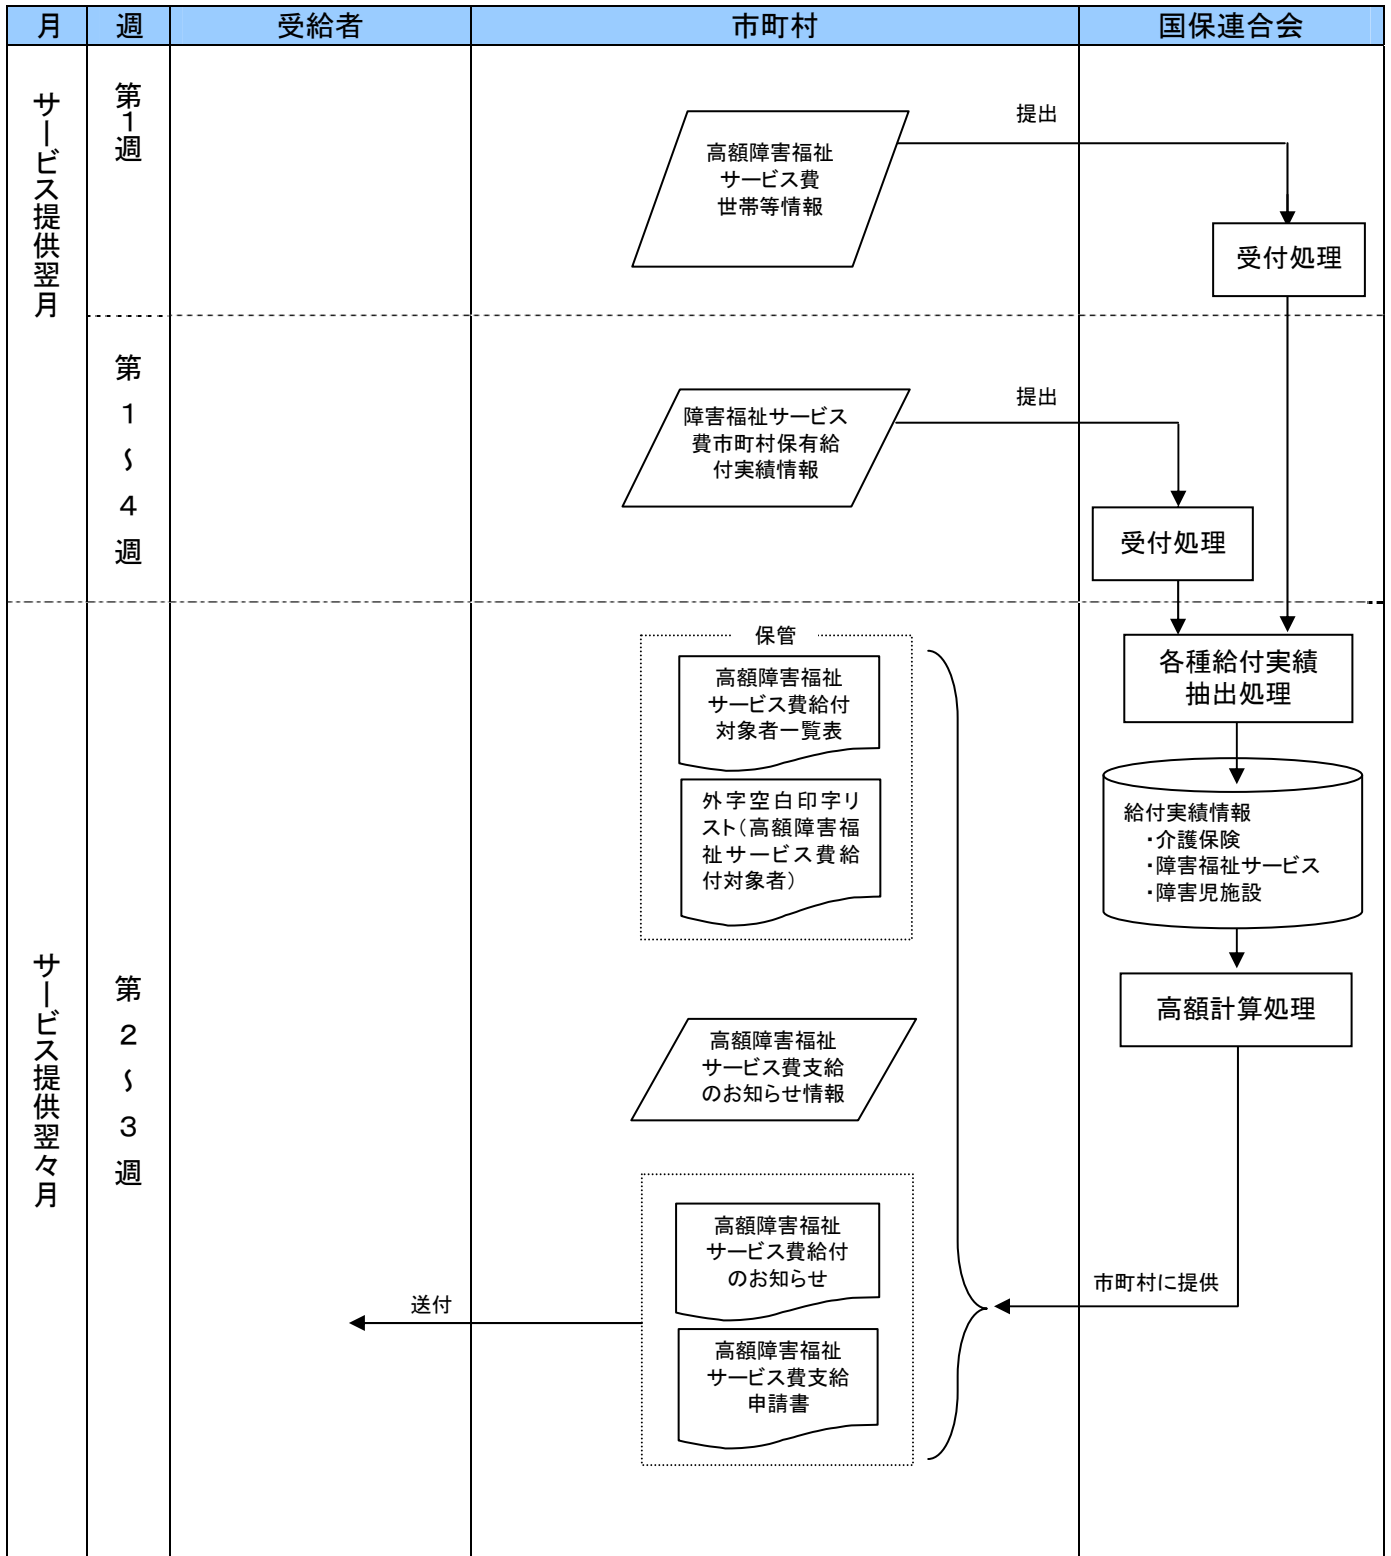 月
週
受給者
市町村
国保連合会
サービス提供翌月
第1週
高額障害福祉
サービス費
世帯等情報
提出
受付処理
第
1
～
4
週
障害福祉サービス
費市町村保有給
付実績情報
提出
受付処理
サービス提供翌々月
第
2
～
3
週
保管
高額障害福祉
サービス費給付
対象者一覧表
外字空白印字リ
スト(高額障害福
祉サービス費給
付対象者)
各種給付実績
抽出処理
給付実績情報
・介護保険
・障害福祉サービス
・障害児施設
高額計算処理
高額障害福祉
サービス費支給
のお知らせ情報
高額障害福祉
サービス費給付
のお知らせ
市町村に提供
送付
高額障害福祉
サービス費支給
申請書